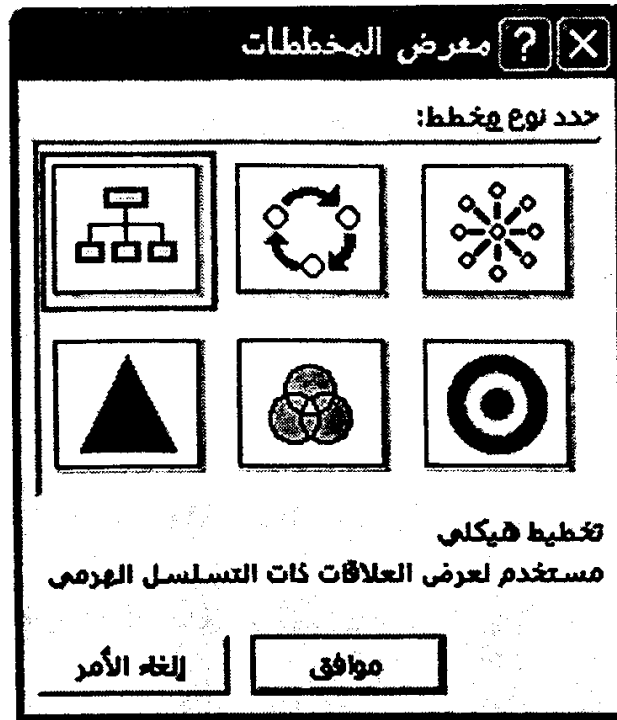 معرض المخططات
حدد نوع مخطط:
تخطيط هيكلي
مستخدم لعرض العلاقات ذات التسلسل الهرمي
موافق
إلغاء الأمر